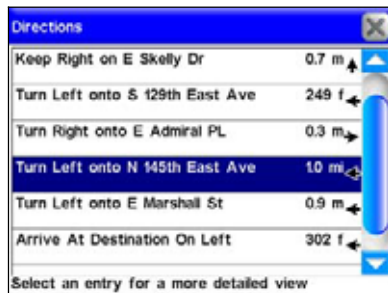 Directions
Keep Right on E Skelly Dr 0.7 m
Turn Left onto S 129th East Ave 249 f
Turn Right onto E Admiral PL 0.3 m
Turn Left onto N 145th East Ave 1.0 mi
Turn Left onto E Marshall St 0.9 m
Arrive At Destination On Left 302 f
Select an entry for a more detailed view